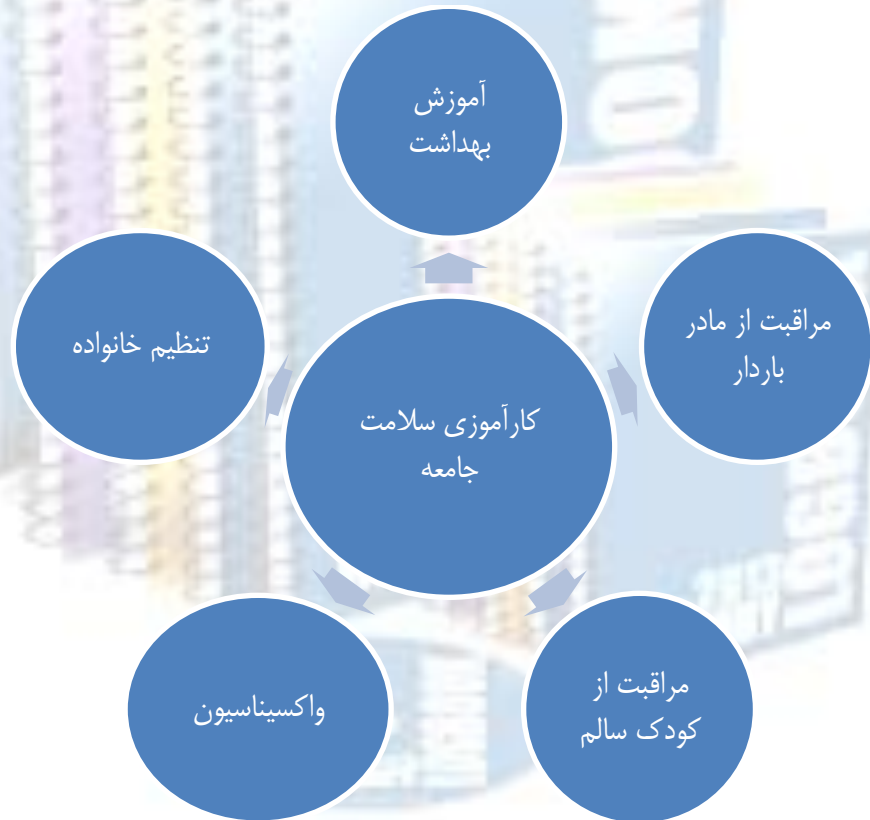 آموزش
بهداشت
مراقبت از مادر
باردار
تنظیم خانواده
کارآموزی سلامت
جامعه
مراقبت از
کودک سالم
واکسیناسیون